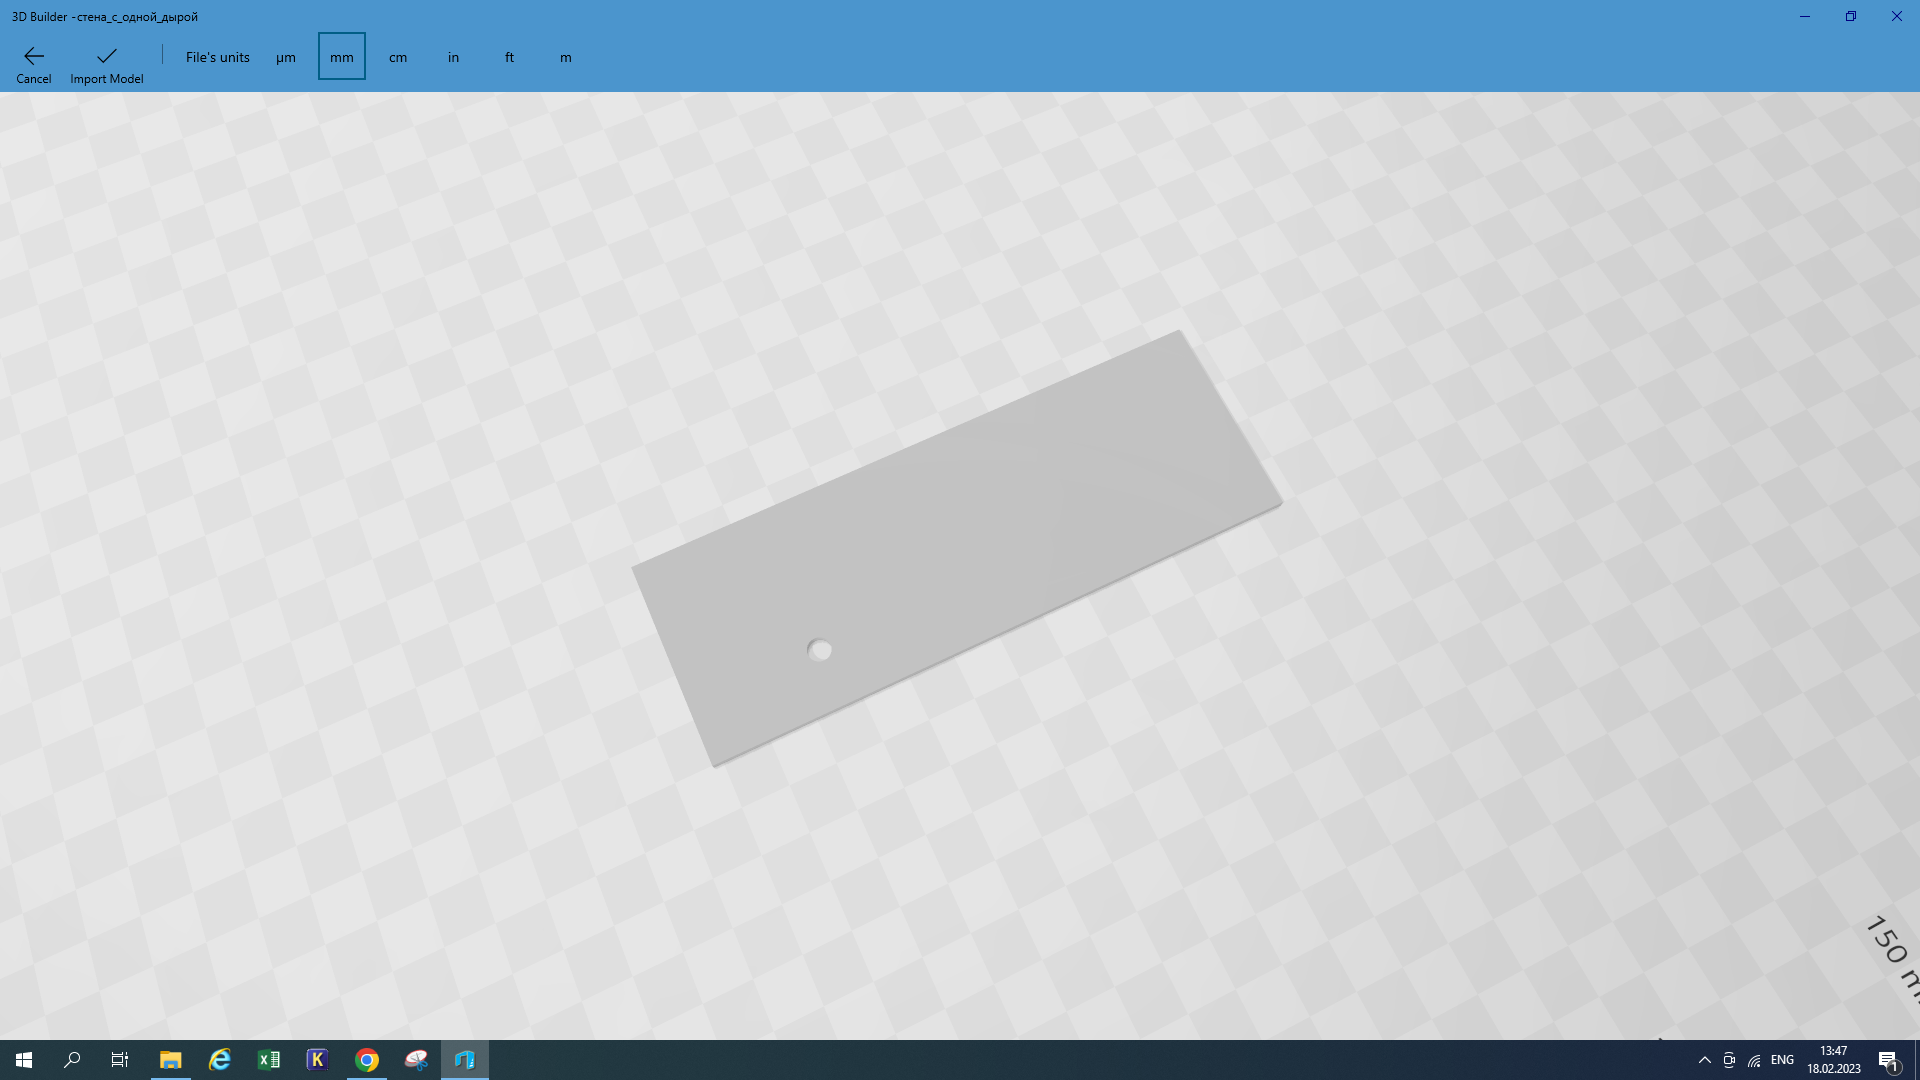 3D Builder - стена_с_одной_дырой
Cancel
Import Model
File's units
µm
mm
cm
in
ft
m
150 m
ENG
13:47
18.02.2023
1